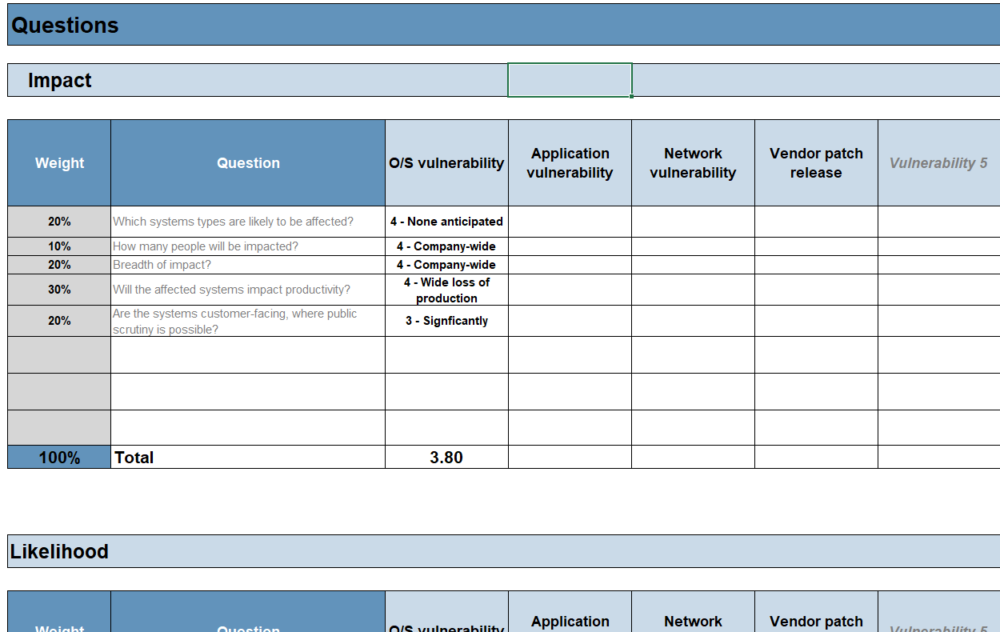 Questions
Impact
Weight Question O/S vulnerability Application vulnerability Network vulnerability Vendor patch release Vulnerability 5
20% Which systems types are likely to be affected? 4 - None anticipated
10% How many people will be impacted? 4 - Company-wide
20% Breadth of impact? 4 - Company-wide
30% Will the affected systems impact productivity? 4 - Wide loss of production
20% Are the systems customer-facing, where public scrutiny is possible? 3 - Signficantly
100% Total 3.80
Likelihood
Weight Question O/S vulnerability Application Network Vendor patch Vulnerability 5